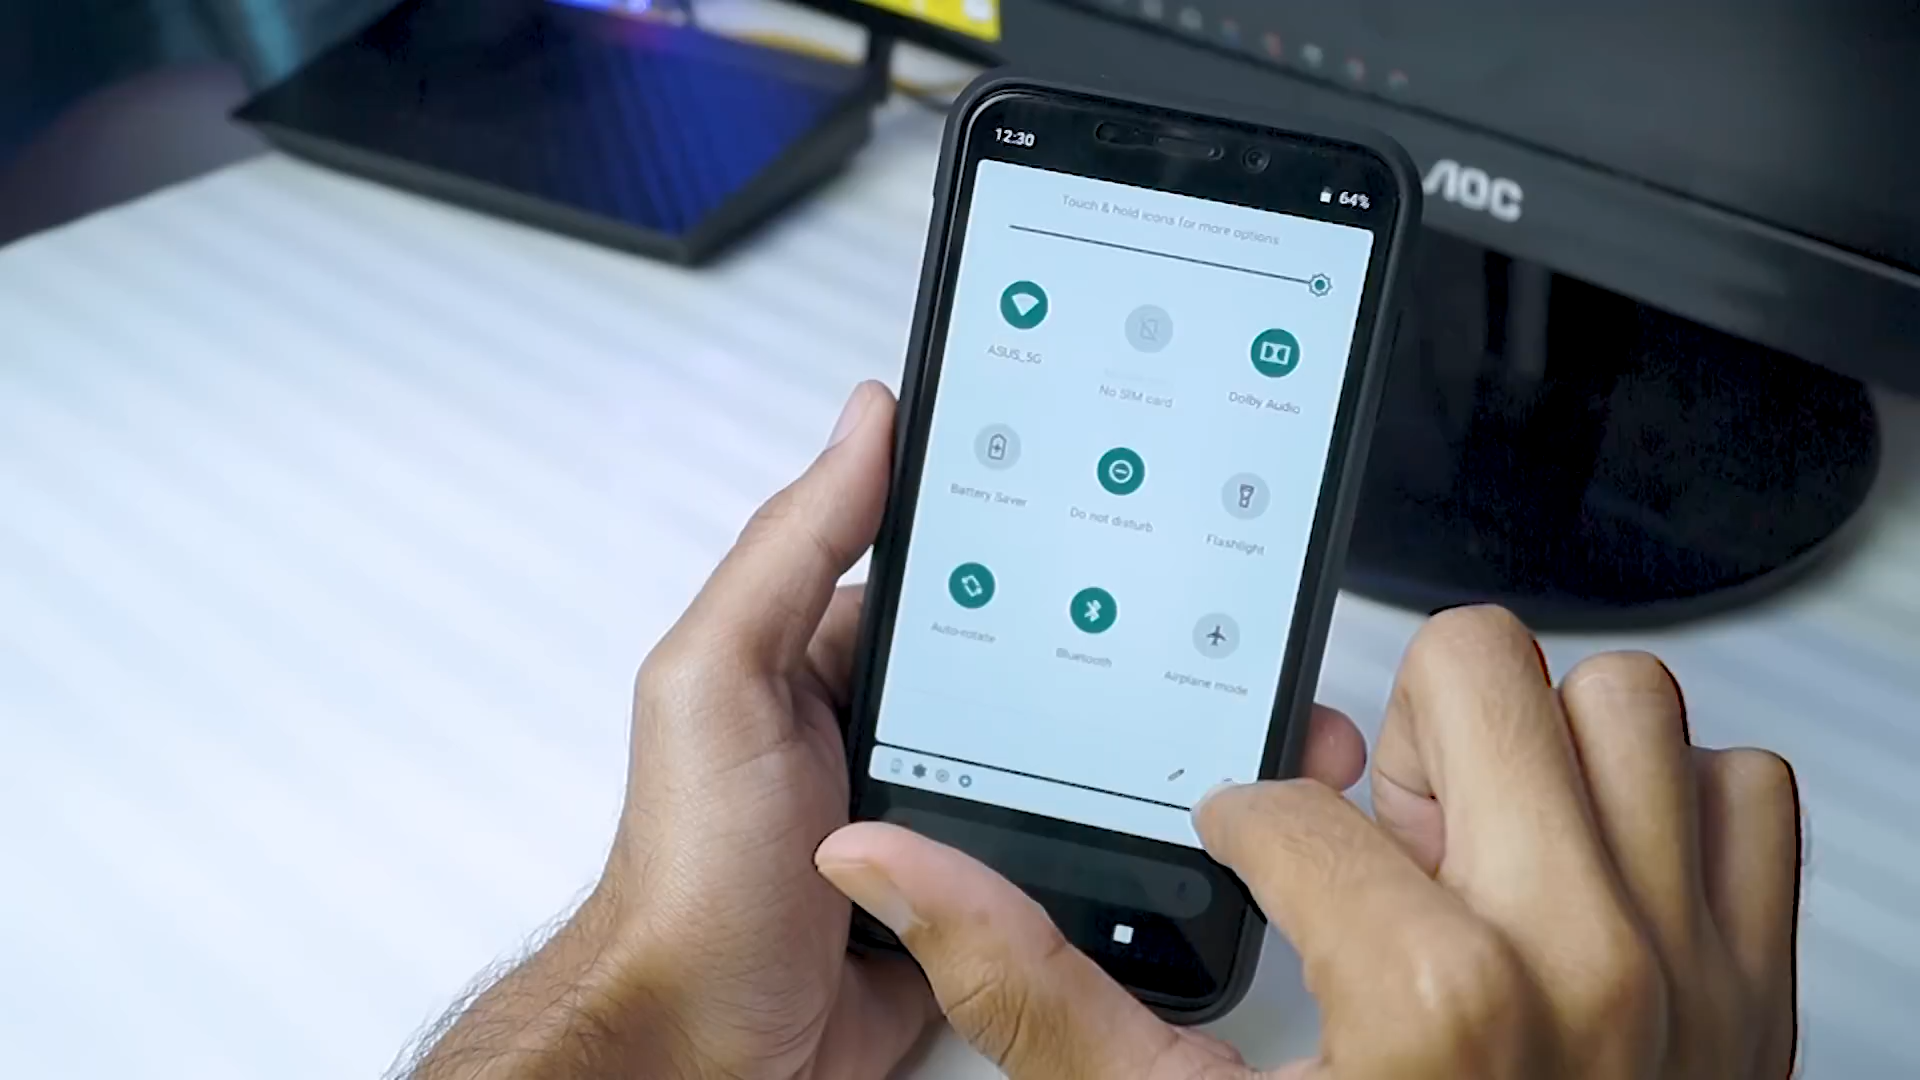 12:30
64%
Touch & hold icons for more options
ASUS_5G
No SIM card
Dolby Audio
Battery Saver
Do not disturb
Flashlight
Auto-rotate
Bluetooth
Airplane mode
AOC